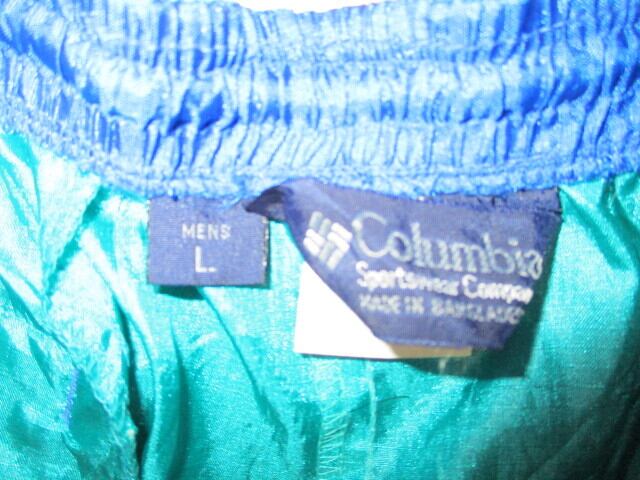 MENS
L
Columbia
Sportswear Company
MADE IN BANGLADESH